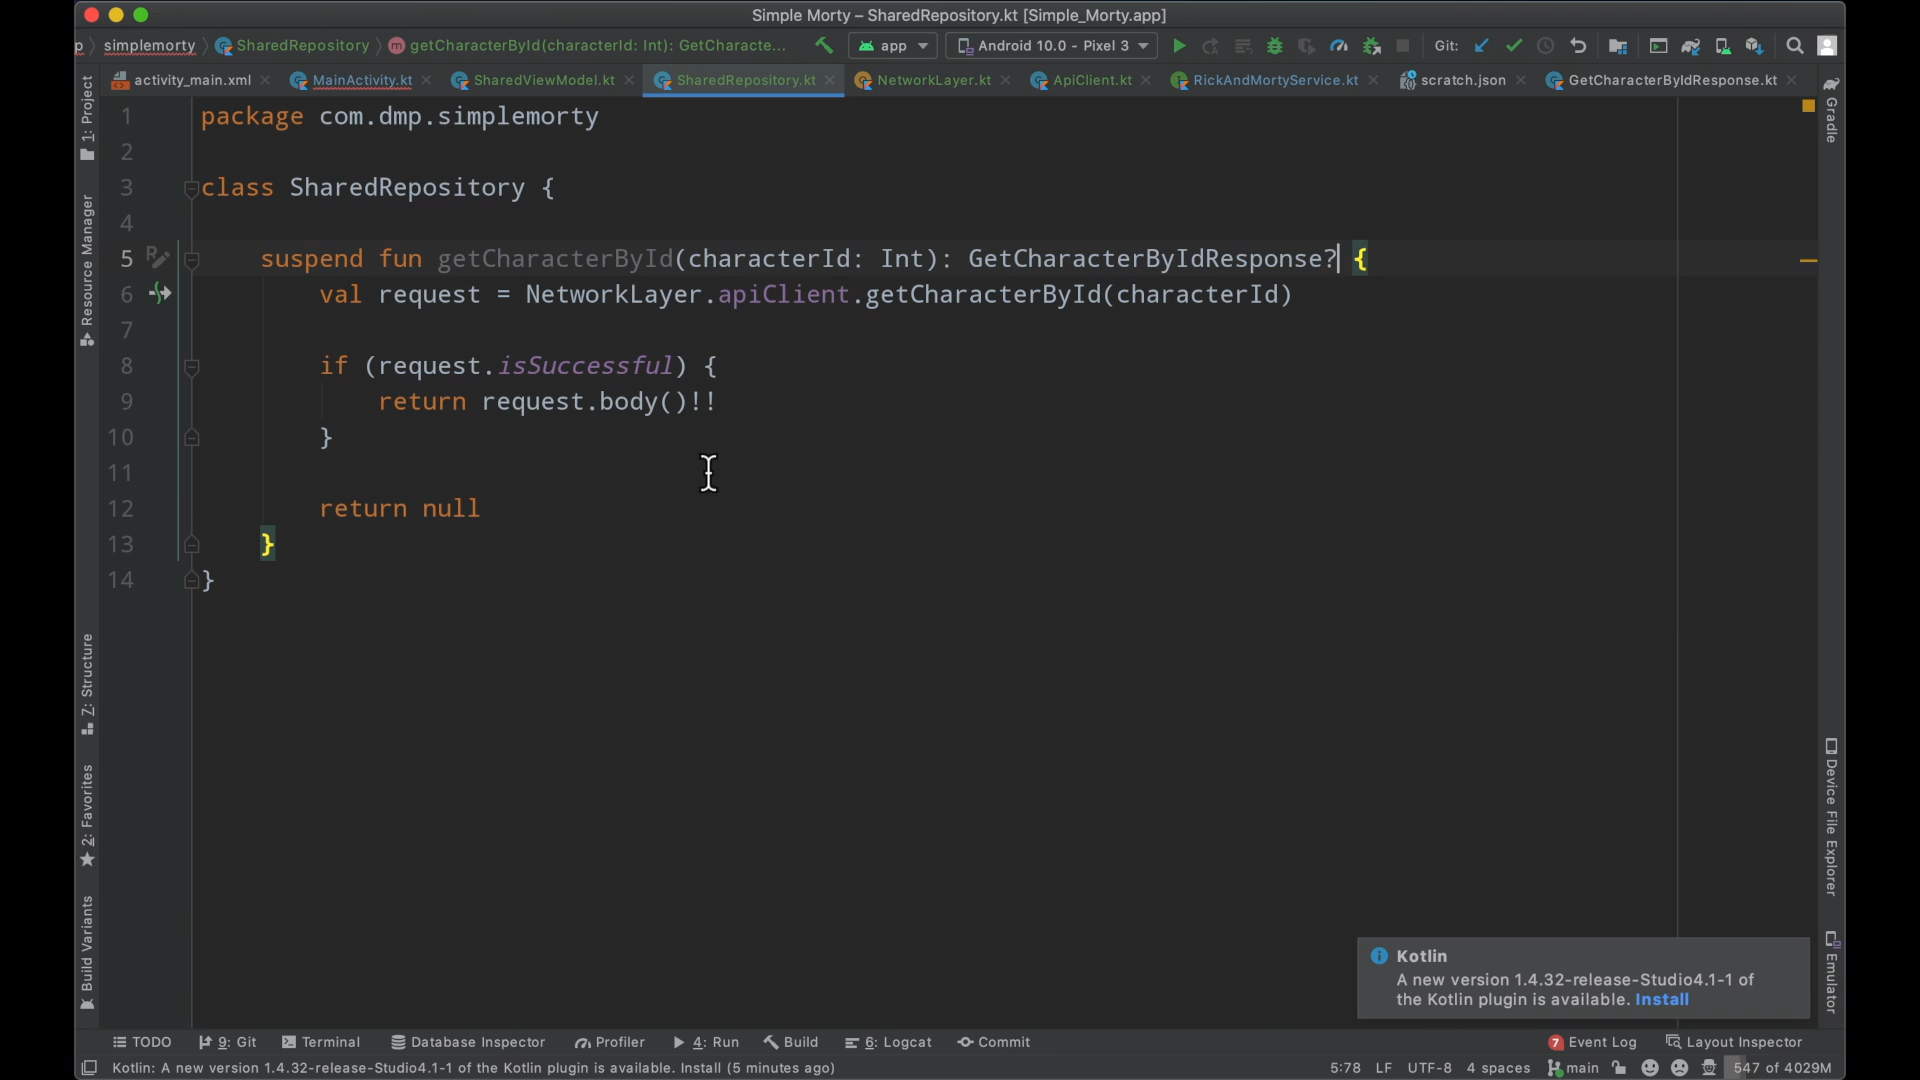 Simple Morty – SharedRepository.kt [Simple_Morty.app]
p simplemorty SharedRepository getCharacterById(characterId: Int): GetCharacte... app Android 10.0 - Pixel 3 Git:
activity_main.xml MainActivity.kt SharedViewModel.kt SharedRepository.kt NetworkLayer.kt ApiClient.kt RickAndMortyService.kt scratch.json GetCharacterByIdResponse.kt
1: Project
Resource Manager
Z: Structure
2: Favorites
Build Variants
Gradle
Device File Explorer
Emulator
1 package com.dmp.simplemorty
2
3 class SharedRepository {
4
5 suspend fun getCharacterById(characterId: Int): GetCharacterByIdResponse? {
6 val request = NetworkLayer.apiClient.getCharacterById(characterId)
7
8 if (request.isSuccessful) {
9 return request.body()!!
10 }
11
12 return null
13 }
14 }
Kotlin
A new version 1.4.32-release-Studio4.1-1 of
the Kotlin plugin is available. Install
TODO 9: Git Terminal Database Inspector Profiler 4: Run Build 6: Logcat Commit 7 Event Log Layout Inspector
Kotlin: A new version 1.4.32-release-Studio4.1-1 of the Kotlin plugin is available. Install (5 minutes ago) 5:78 LF UTF-8 4 spaces main 547 of 4029M